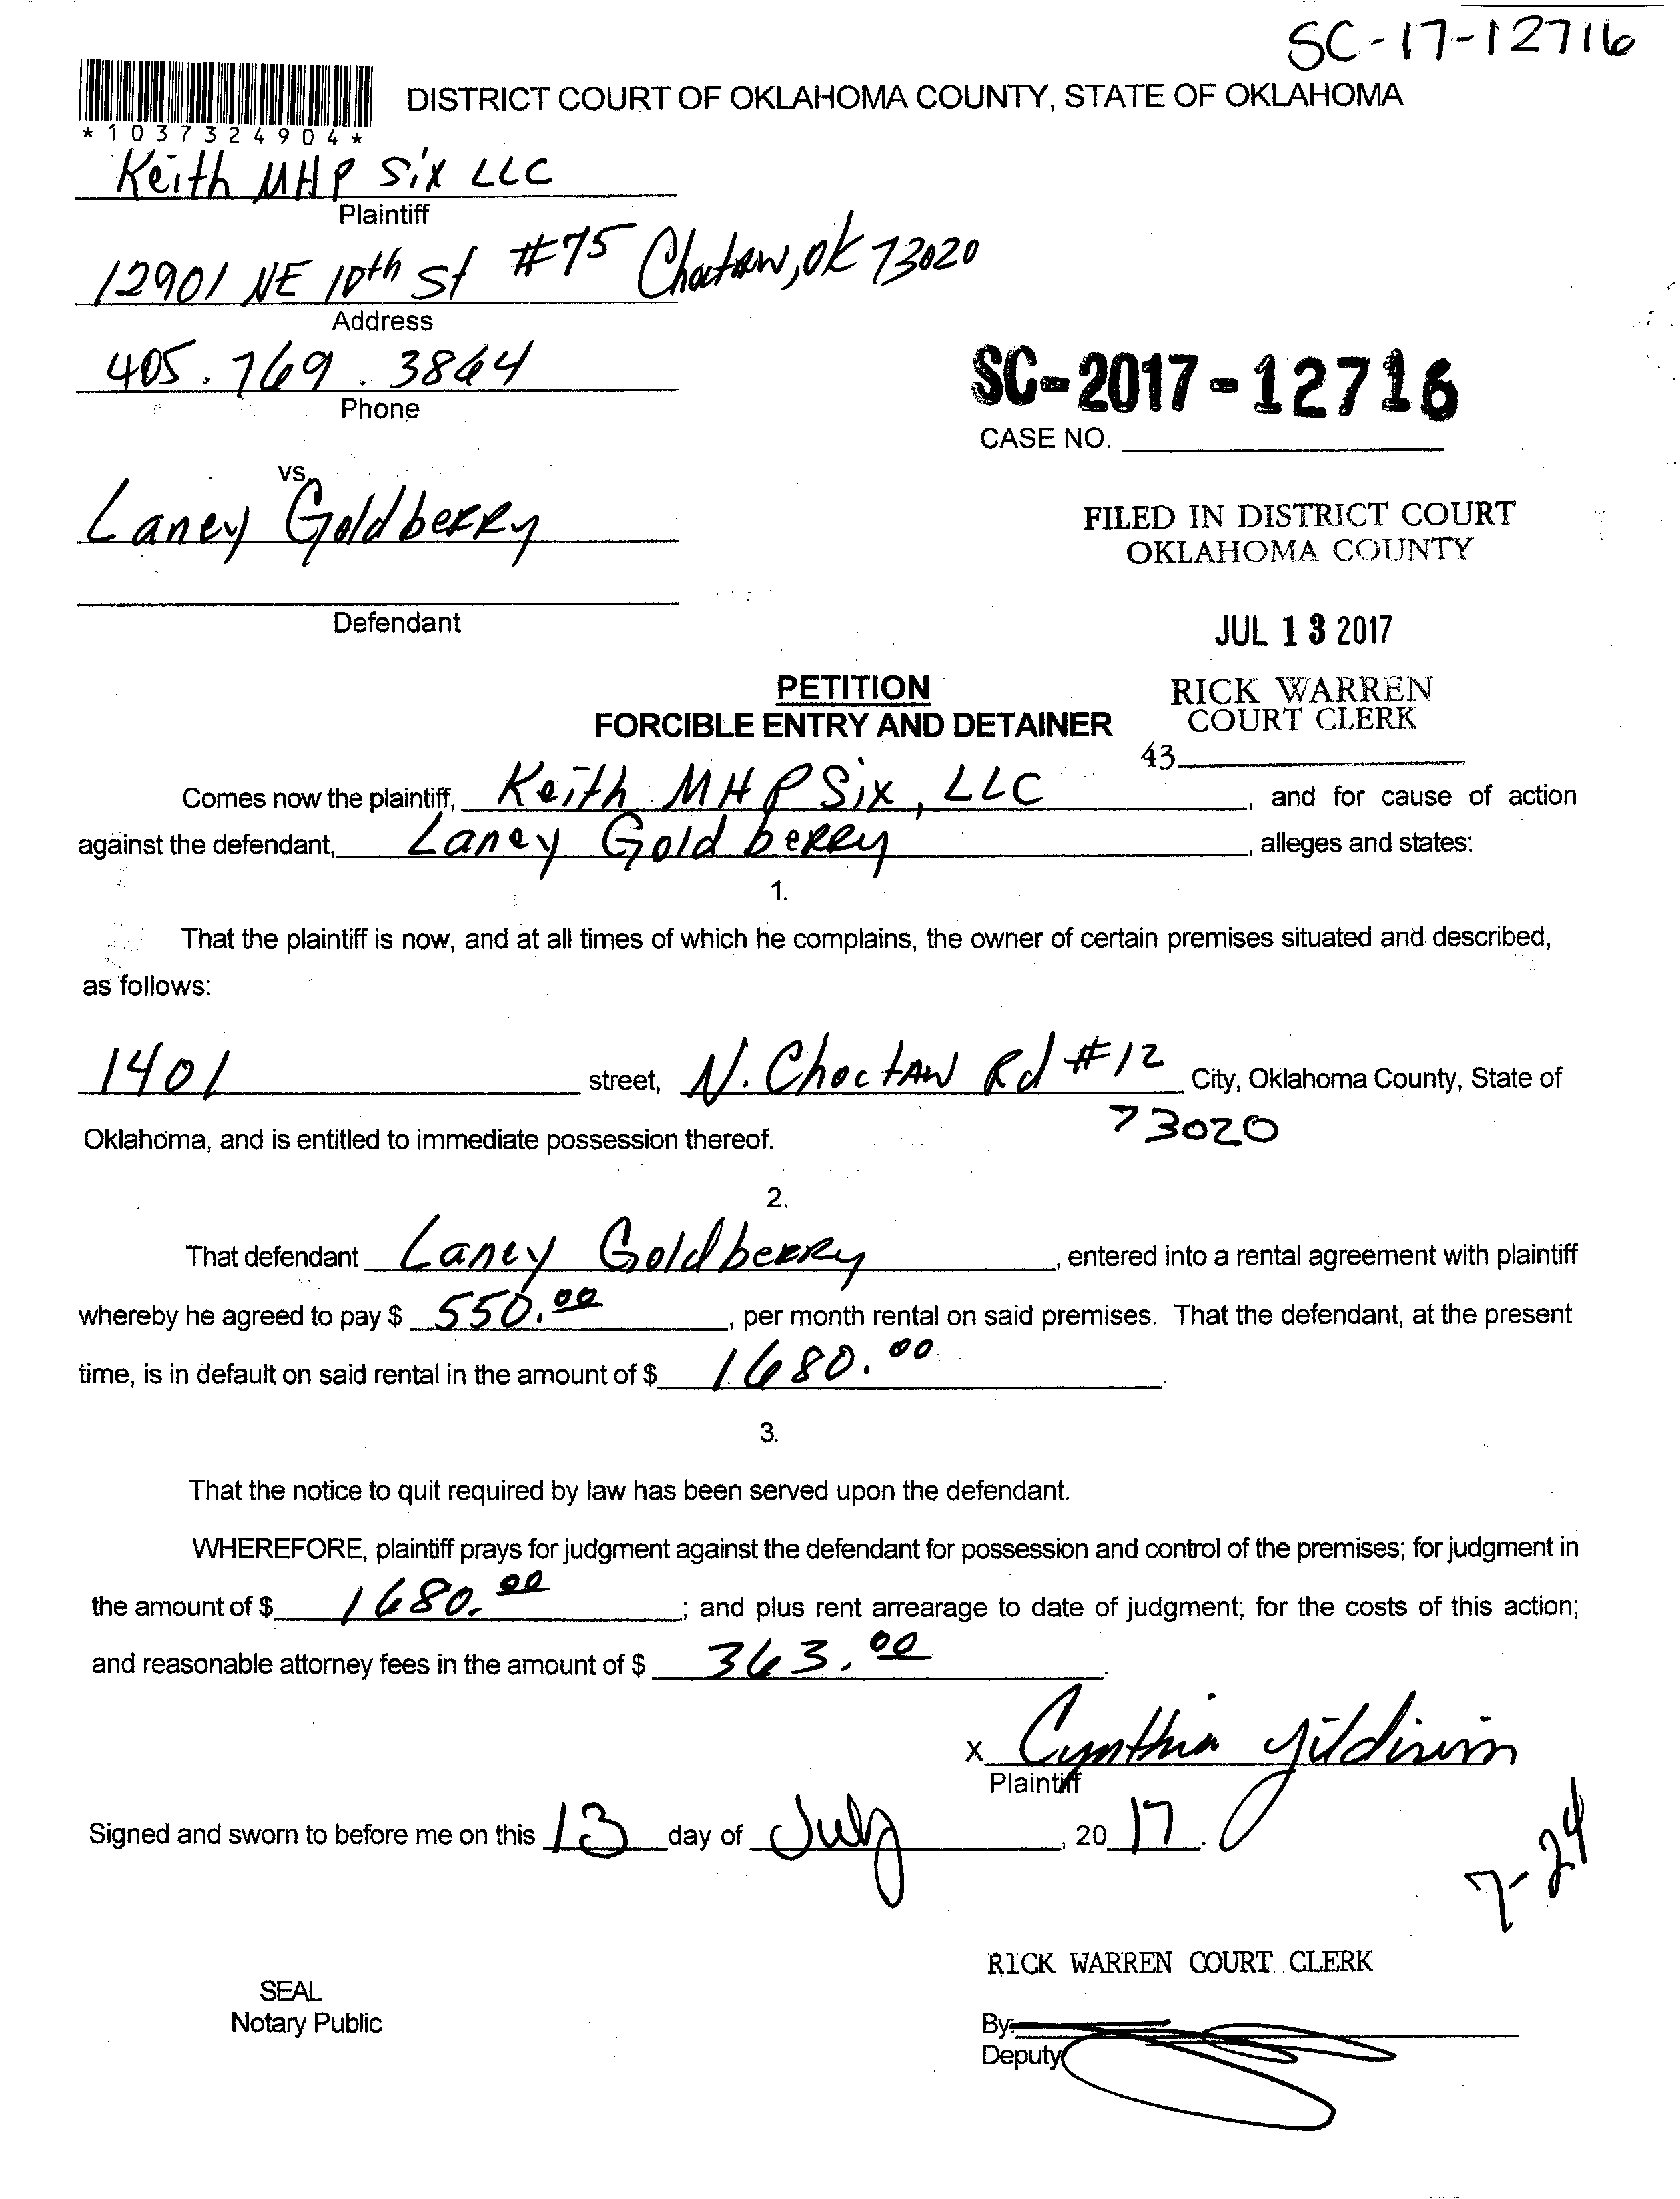 SC-17-12716
DISTRICT COURT OF OKLAHOMA COUNTY, STATE OF OKLAHOMA
*1037324904*
Keith MHP Six LLC
Plaintiff
12901 NE 10th St #75 Choctaw, OK 73020
Address
405.769.3864
Phone
SC-2017-12716
CASE NO.
vs.
Laney Goldberry
Defendant
FILED IN DISTRICT COURT
OKLAHOMA COUNTY
JUL 13 2017
RICK WARREN
COURT CLERK
43
PETITION
FORCIBLE ENTRY AND DETAINER
Comes now the plaintiff, Keith MHP Six, LLC, and for cause of action
against the defendant, Laney Goldberry, alleges and states:
1.
That the plaintiff is now, and at all times of which he complains, the owner of certain premises situated and described,
as follows:
1401 street, N. Choctaw Rd #12 City, Oklahoma County, State of
73020
Oklahoma, and is entitled to immediate possession thereof.
2.
That defendant Laney Goldberry, entered into a rental agreement with plaintiff
whereby he agreed to pay $ 550.00, per month rental on said premises. That the defendant, at the present
time, is in default on said rental in the amount of $ 1680.00.
3.
That the notice to quit required by law has been served upon the defendant.
WHEREFORE, plaintiff prays for judgment against the defendant for possession and control of the premises; for judgment in
the amount of $ 1680.00; and plus rent arrearage to date of judgment; for the costs of this action;
and reasonable attorney fees in the amount of $ 363.00.
X Cynthia Yildirim
Plaintiff
Signed and sworn to before me on this 13 day of July, 2017.
7-24
RICK WARREN COURT CLERK
SEAL
Notary Public
By:
Deputy